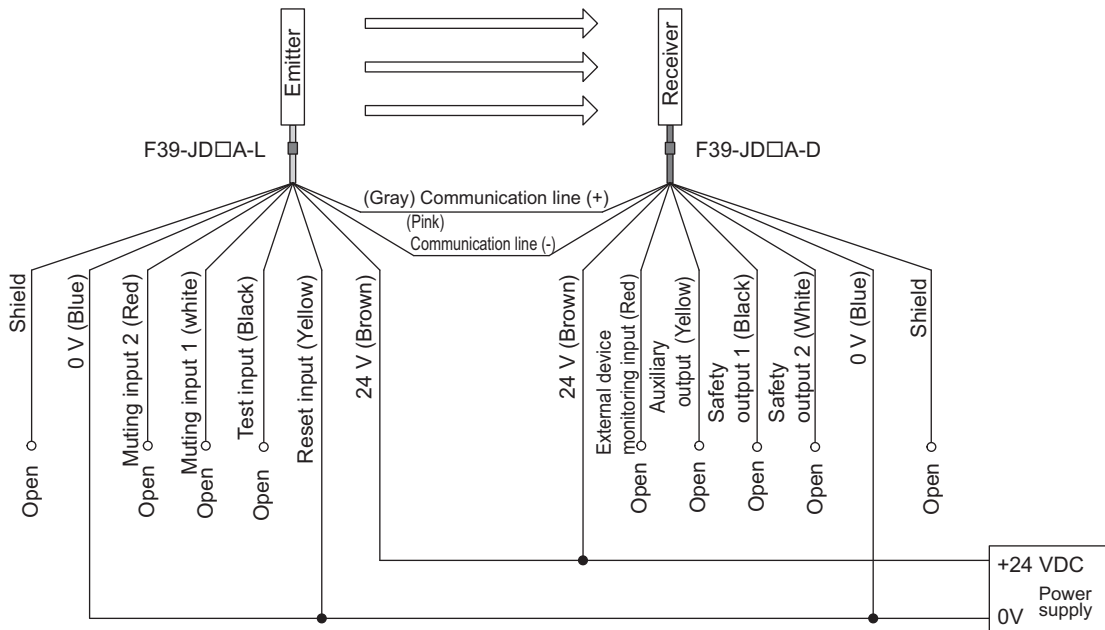 Emitter
Receiver
F39-JD□A-L
F39-JD□A-D
(Gray) Communication line (+)
(Pink)
Communication line (-)
Shield
0 V (Blue)
Muting input 2 (Red)
Muting input 1 (white)
Test input (Black)
Reset input (Yellow)
24 V (Brown)
24 V (Brown)
External device
monitoring input (Red)
Auxiliary
output (Yellow)
Safety
output 1 (Black)
Safety
output 2 (White)
0 V (Blue)
Shield
Open
Open
Open
Open
Open
Open
Open
Open
Open
+24 VDC
Power
supply
0V